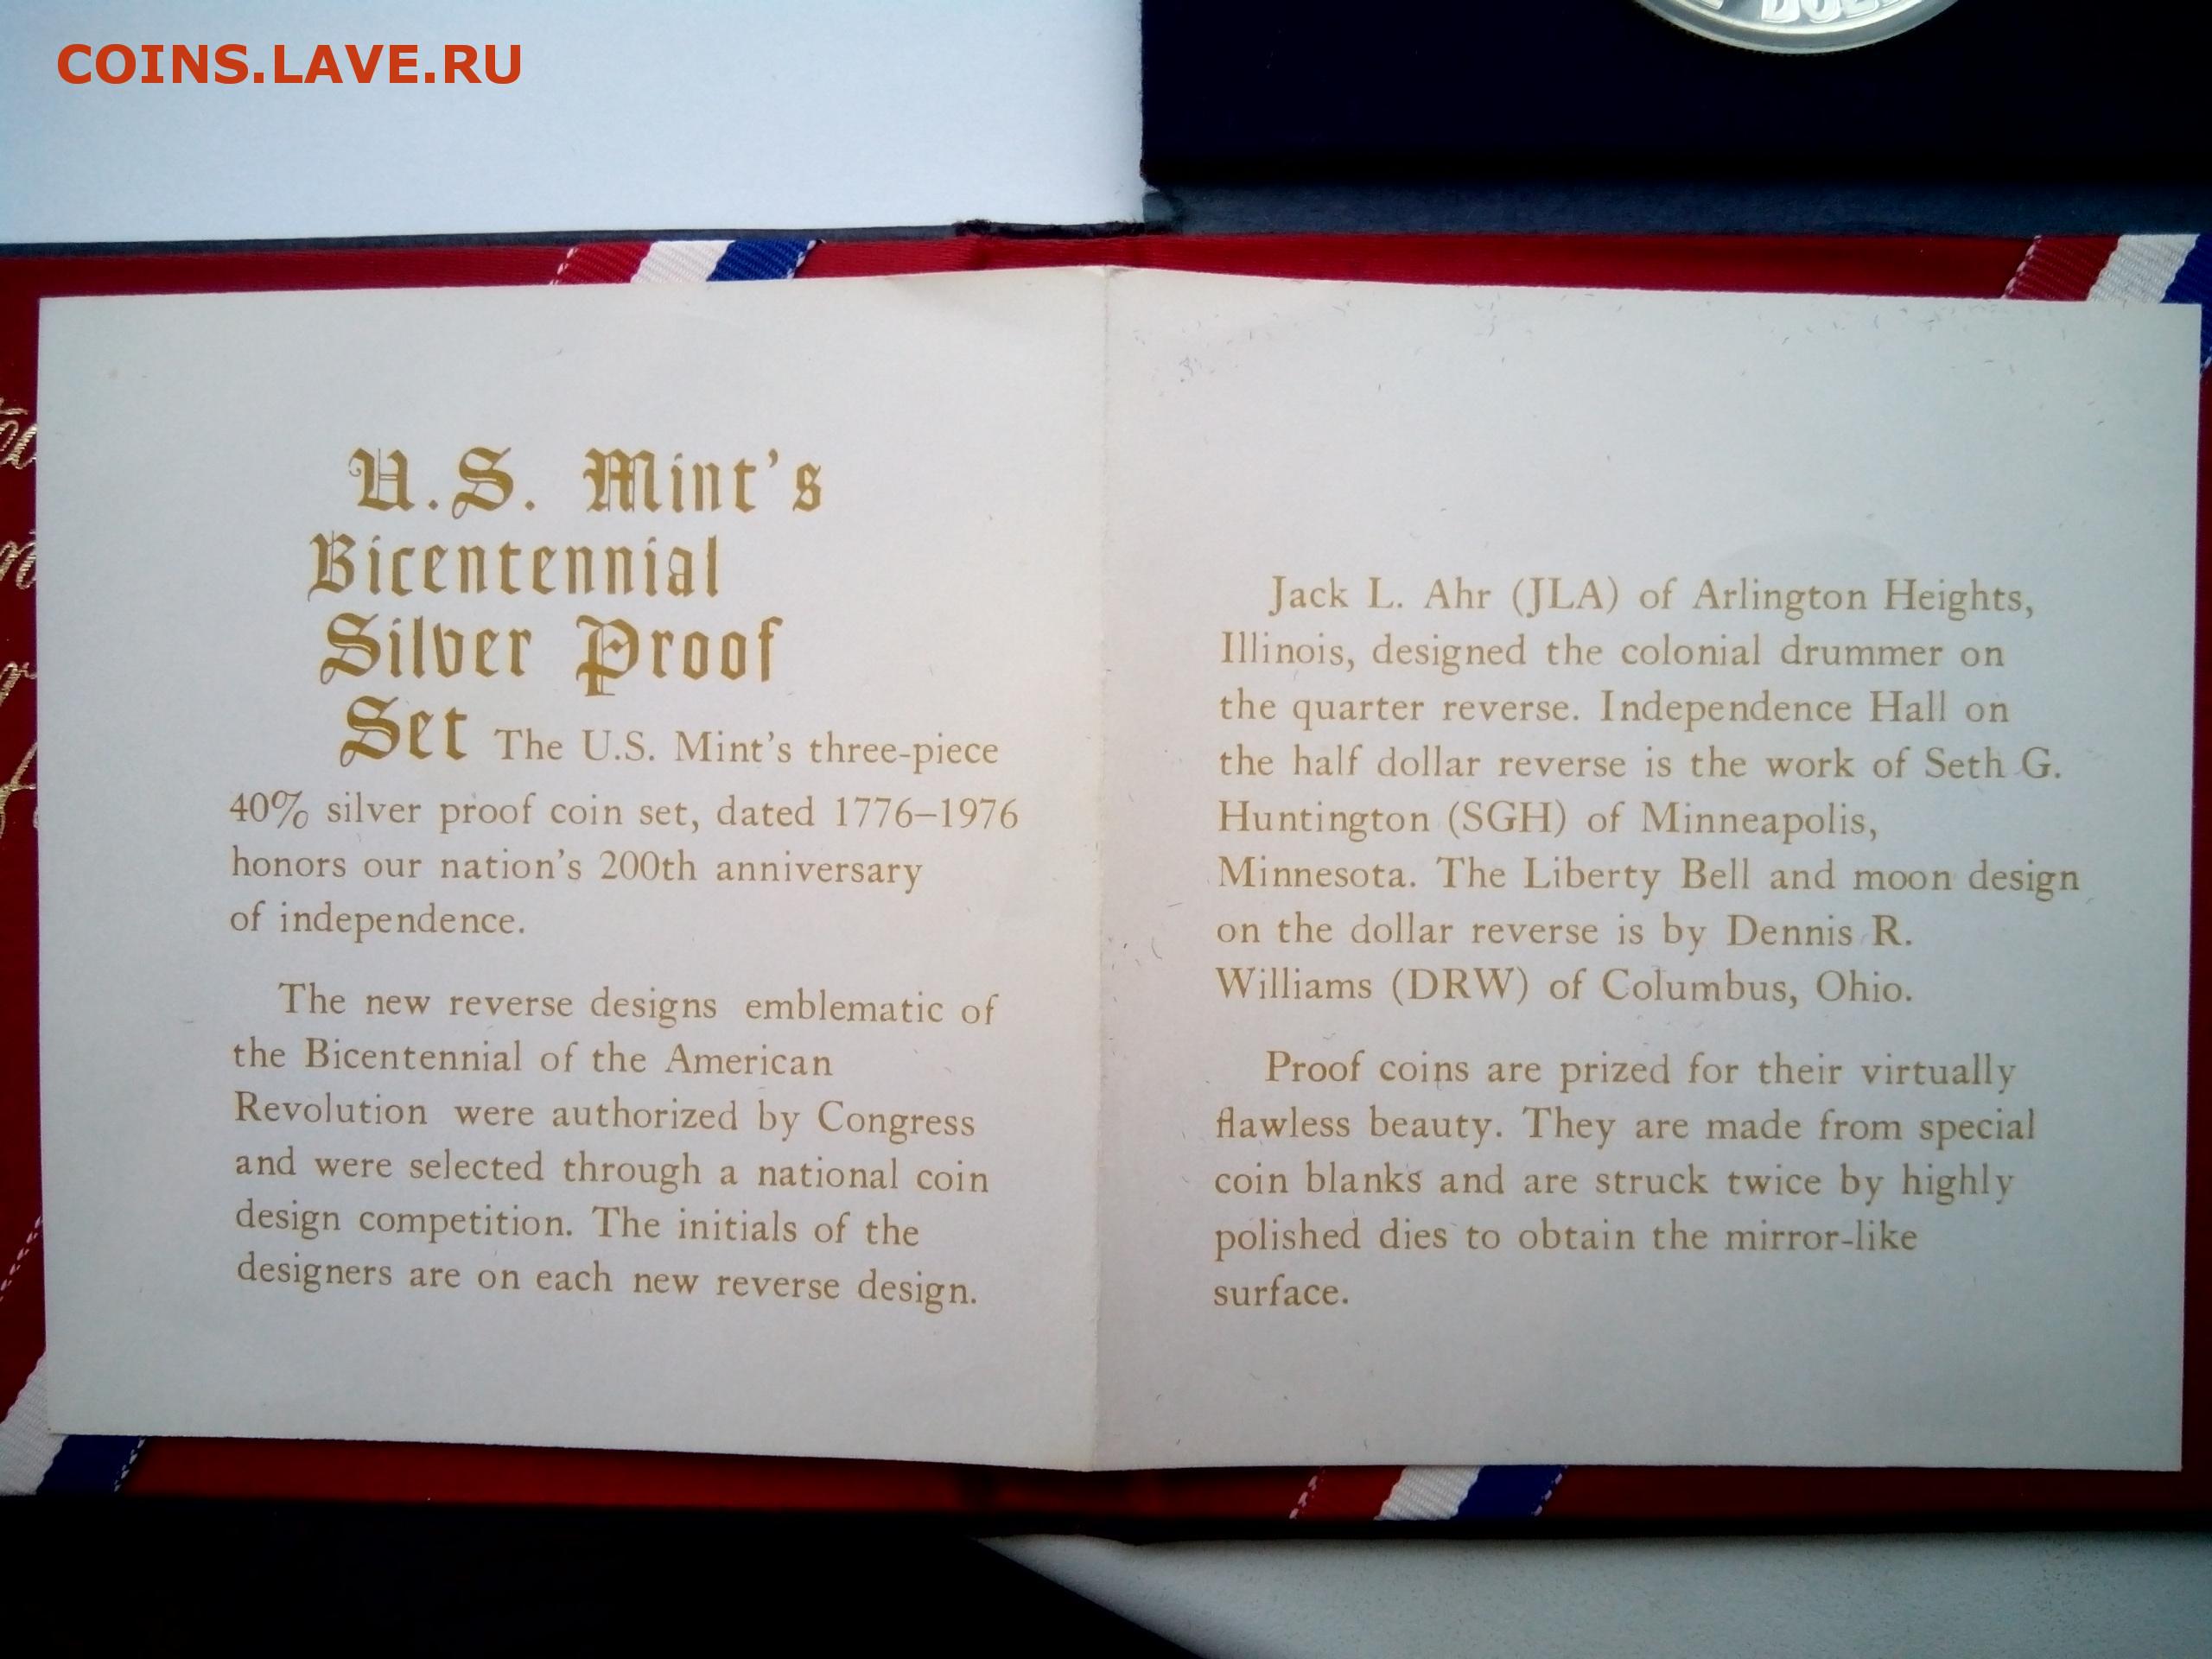 COINS.LAVE.RU
U.S. Mint's
Bicentennial
Silver Proof
Set The U.S. Mint's three-piece
40% silver proof coin set, dated 1776–1976
honors our nation's 200th anniversary
of independence.
The new reverse designs emblematic of
the Bicentennial of the American
Revolution were authorized by Congress
and were selected through a national coin
design competition. The initials of the
designers are on each new reverse design.
Jack L. Ahr (JLA) of Arlington Heights,
Illinois, designed the colonial drummer on
the quarter reverse. Independence Hall on
the half dollar reverse is the work of Seth G.
Huntington (SGH) of Minneapolis,
Minnesota. The Liberty Bell and moon design
on the dollar reverse is by Dennis R.
Williams (DRW) of Columbus, Ohio.
Proof coins are prized for their virtually
flawless beauty. They are made from special
coin blanks and are struck twice by highly
polished dies to obtain the mirror-like
surface.